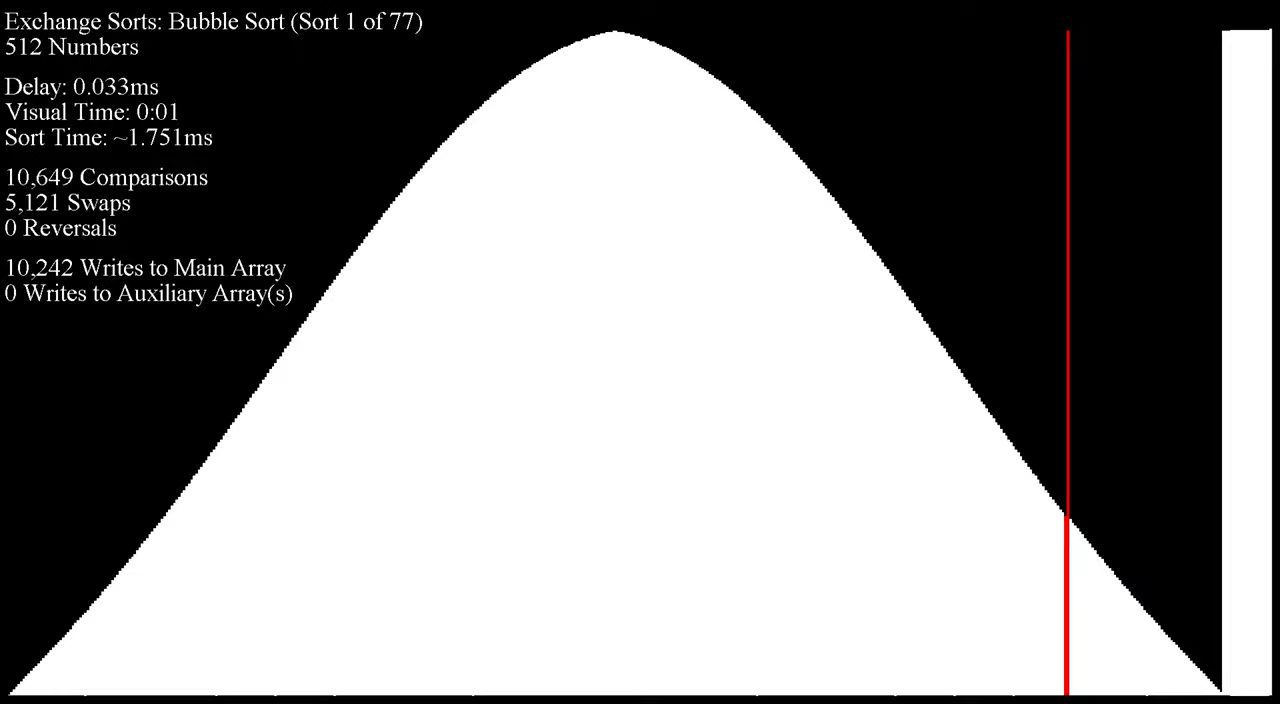 Exchange Sorts: Bubble Sort (Sort 1 of 77)
512 Numbers
Delay: 0.033ms
Visual Time: 0:01
Sort Time: ~1.751ms
10,649 Comparisons
5,121 Swaps
0 Reversals
10,242 Writes to Main Array
0 Writes to Auxiliary Array(s)